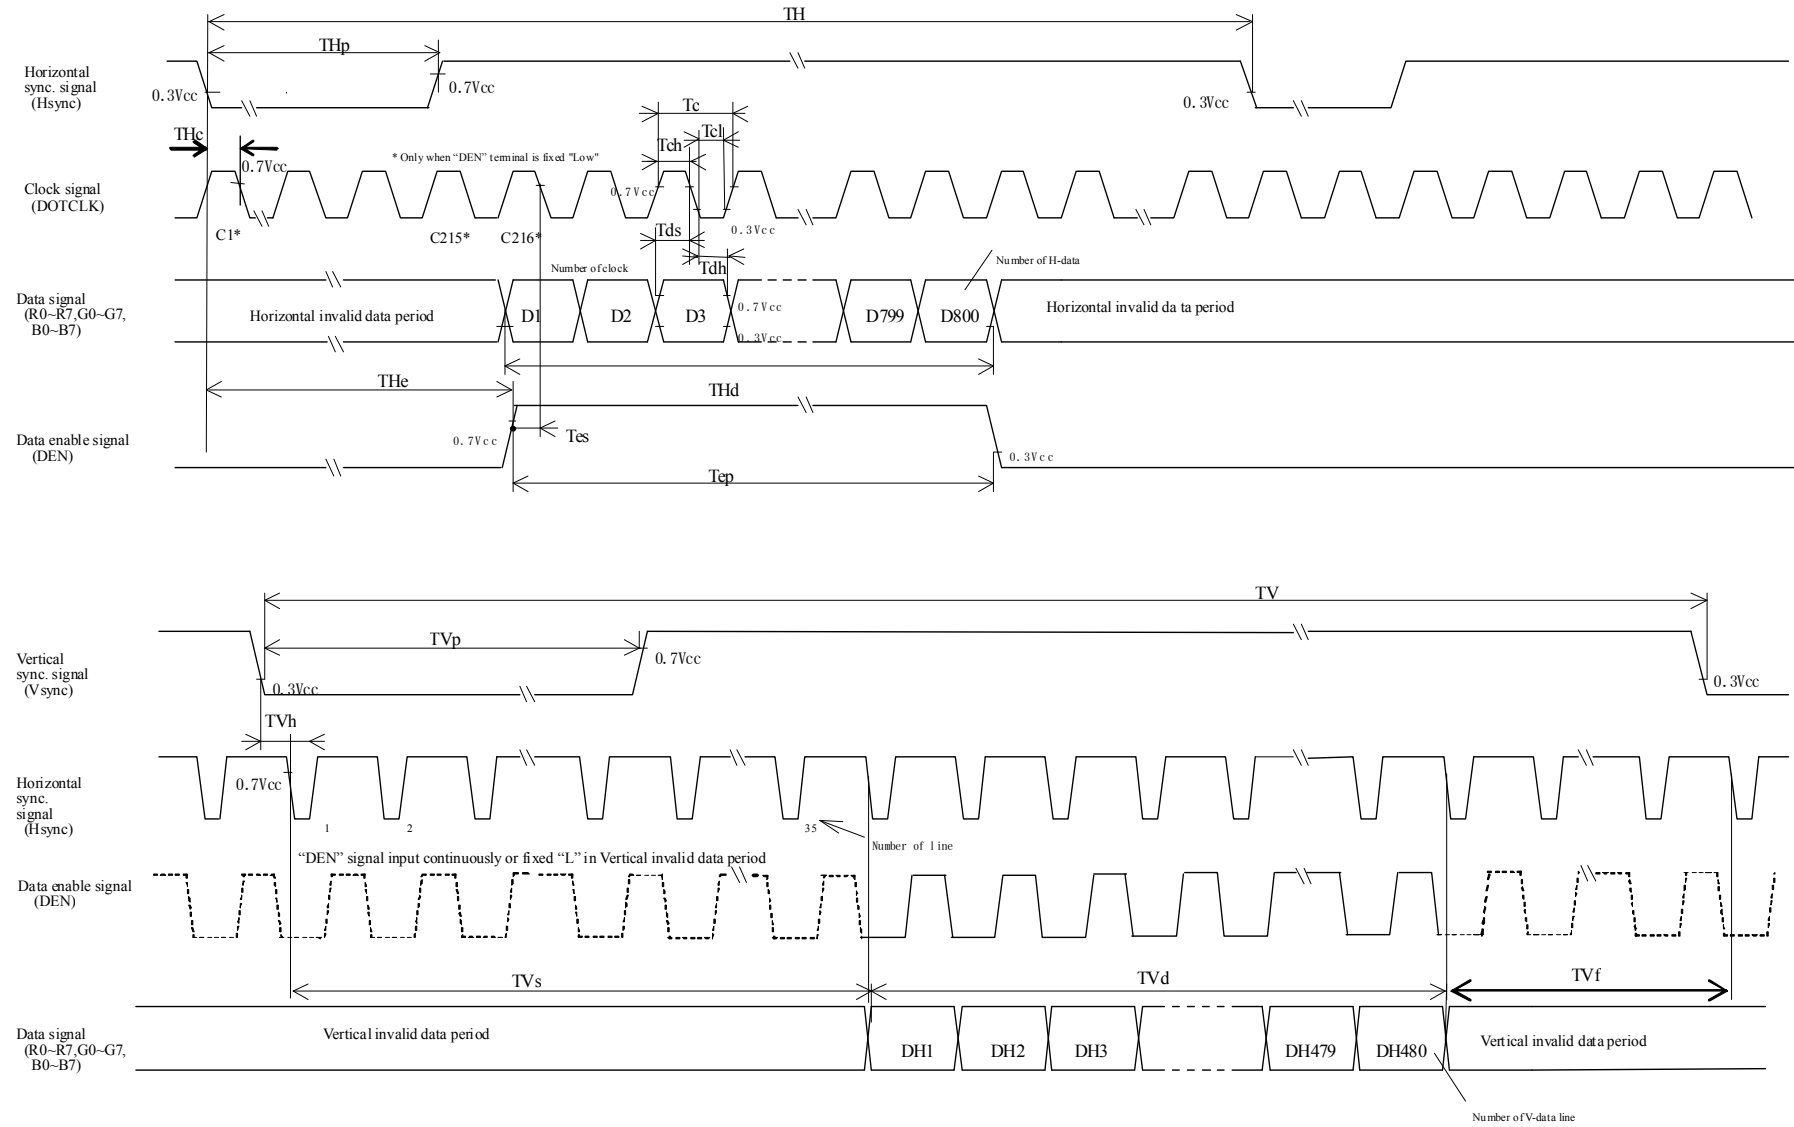 TH
THp
Horizontal
sync. signal
(Hsync)
0.3Vcc
0.7Vcc
0.3Vcc
Tc
Tcl
THc
Tch
0.7Vcc
* Only when “DEN” terminal is fixed "Low"
Clock signal
(DOTCLK)
0.7Vcc
C1*
C215*
C216*
0.3Vcc
Tds
Tdh
Number of clock
Number of H-data
Data signal
(R0~R7,G0~G7,
B0~B7)
Horizontal invalid data period
D1
D2
D3
0.7Vcc
0.3Vcc
D799
D800
Horizontal invalid da ta period
THe
THd
Data enable signal
(DEN)
0.7Vcc
Tes
0.3Vcc
Tep
TV
TVp
Vertical
sync. signal
(Vsync)
0.7Vcc
0.3Vcc
0.3Vcc
TVh
Horizontal
sync.
signal
(Hsync)
0.7Vcc
1
2
35
Number of line
“DEN” signal input continuously or fixed “L” in Vertical invalid data period
Data enable signal
(DEN)
TVs
TVd
TVf
Data signal
(R0~R7,G0~G7,
B0~B7)
Vertical invalid data period
DH1
DH2
DH3
DH479
DH480
Vertical invalid data period
Number of V-data line